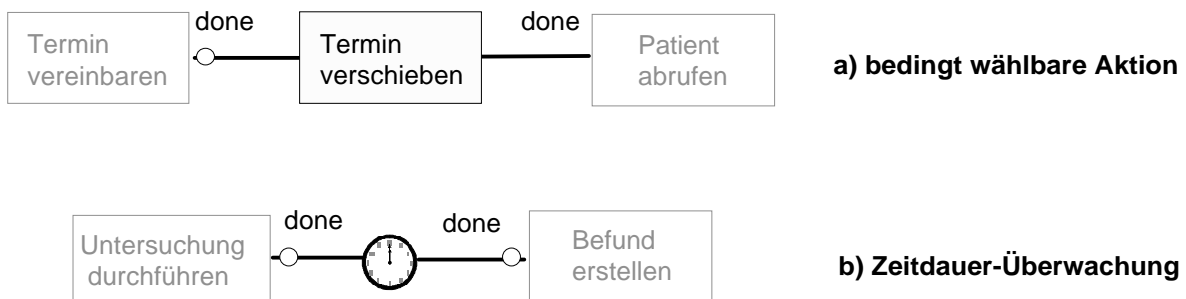 done
done
Termin
vereinbaren
Termin
verschieben
Patient
abrufen
a) bedingt wählbare Aktion
done
done
Untersuchung
durchführen
Befund
erstellen
b) Zeitdauer-Überwachung